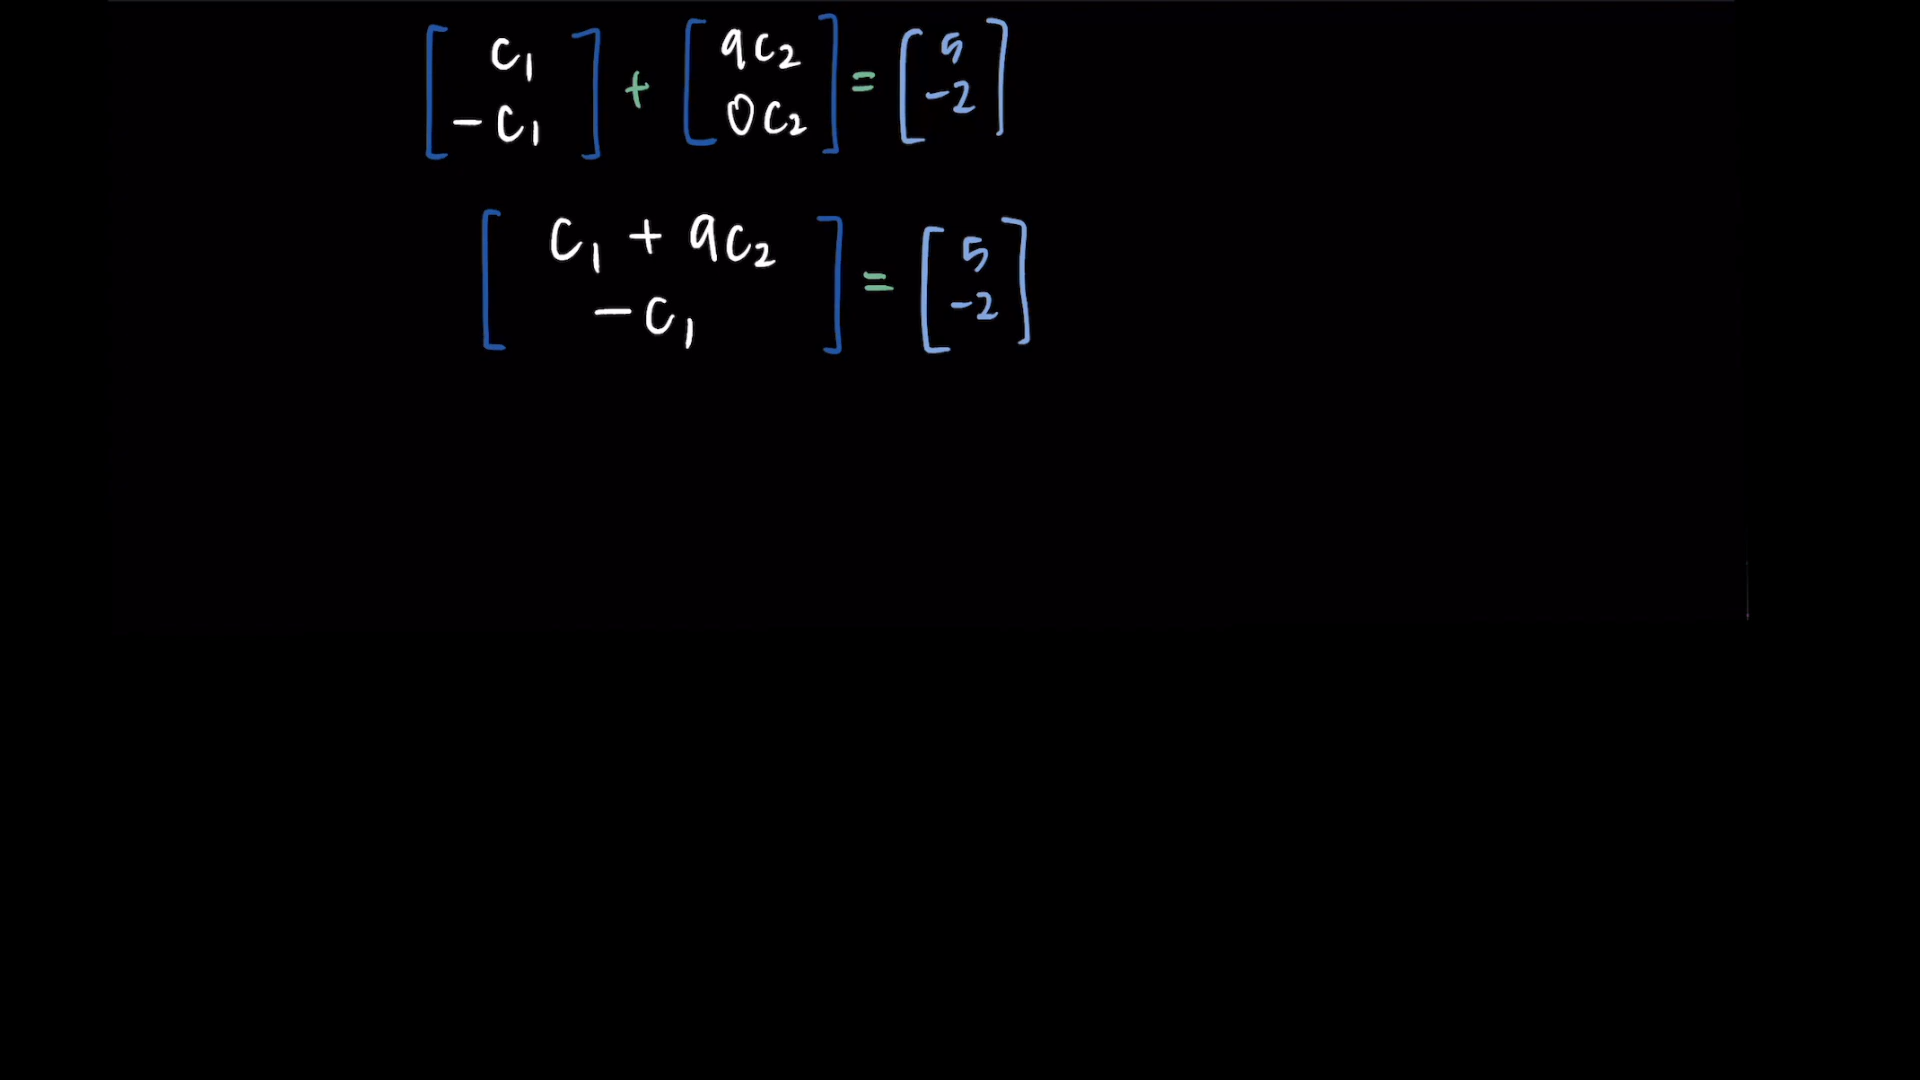 [ c₁ ] + [ 9c₂ ] = [ 5 ]
[ -c₁ ] [ 0c₂ ] [ -2 ]
[ c₁ + 9c₂ ] = [ 5 ]
[ -c₁ ] [ -2 ]